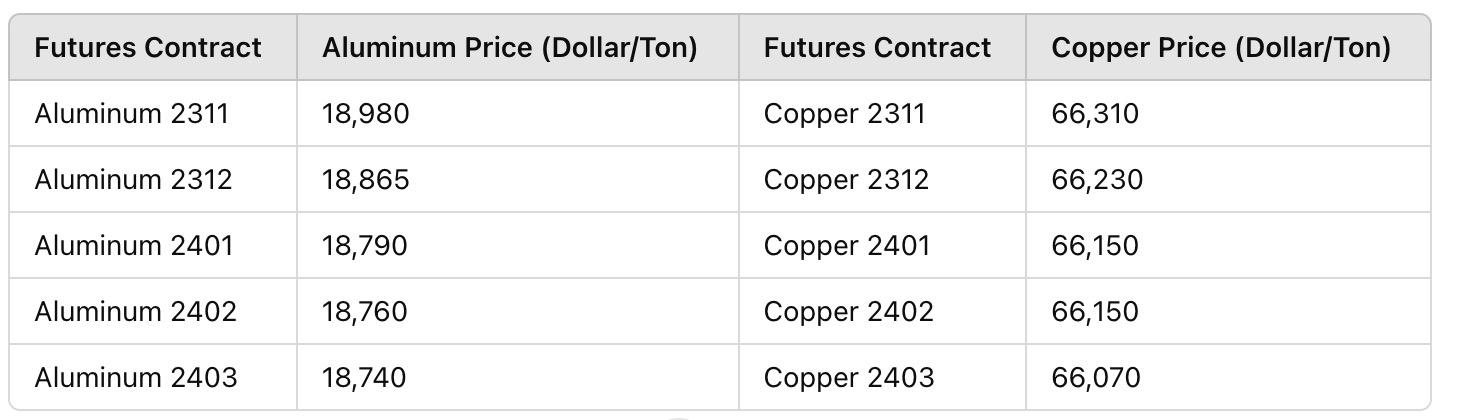 Futures Contract Aluminum Price (Dollar/Ton) Futures Contract Copper Price (Dollar/Ton)
Aluminum 2311 18,980 Copper 2311 66,310
Aluminum 2312 18,865 Copper 2312 66,230
Aluminum 2401 18,790 Copper 2401 66,150
Aluminum 2402 18,760 Copper 2402 66,150
Aluminum 2403 18,740 Copper 2403 66,070